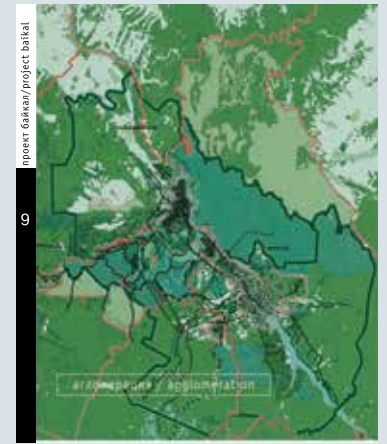 проект байкал/project baikal
9
агломерация / agglomeration